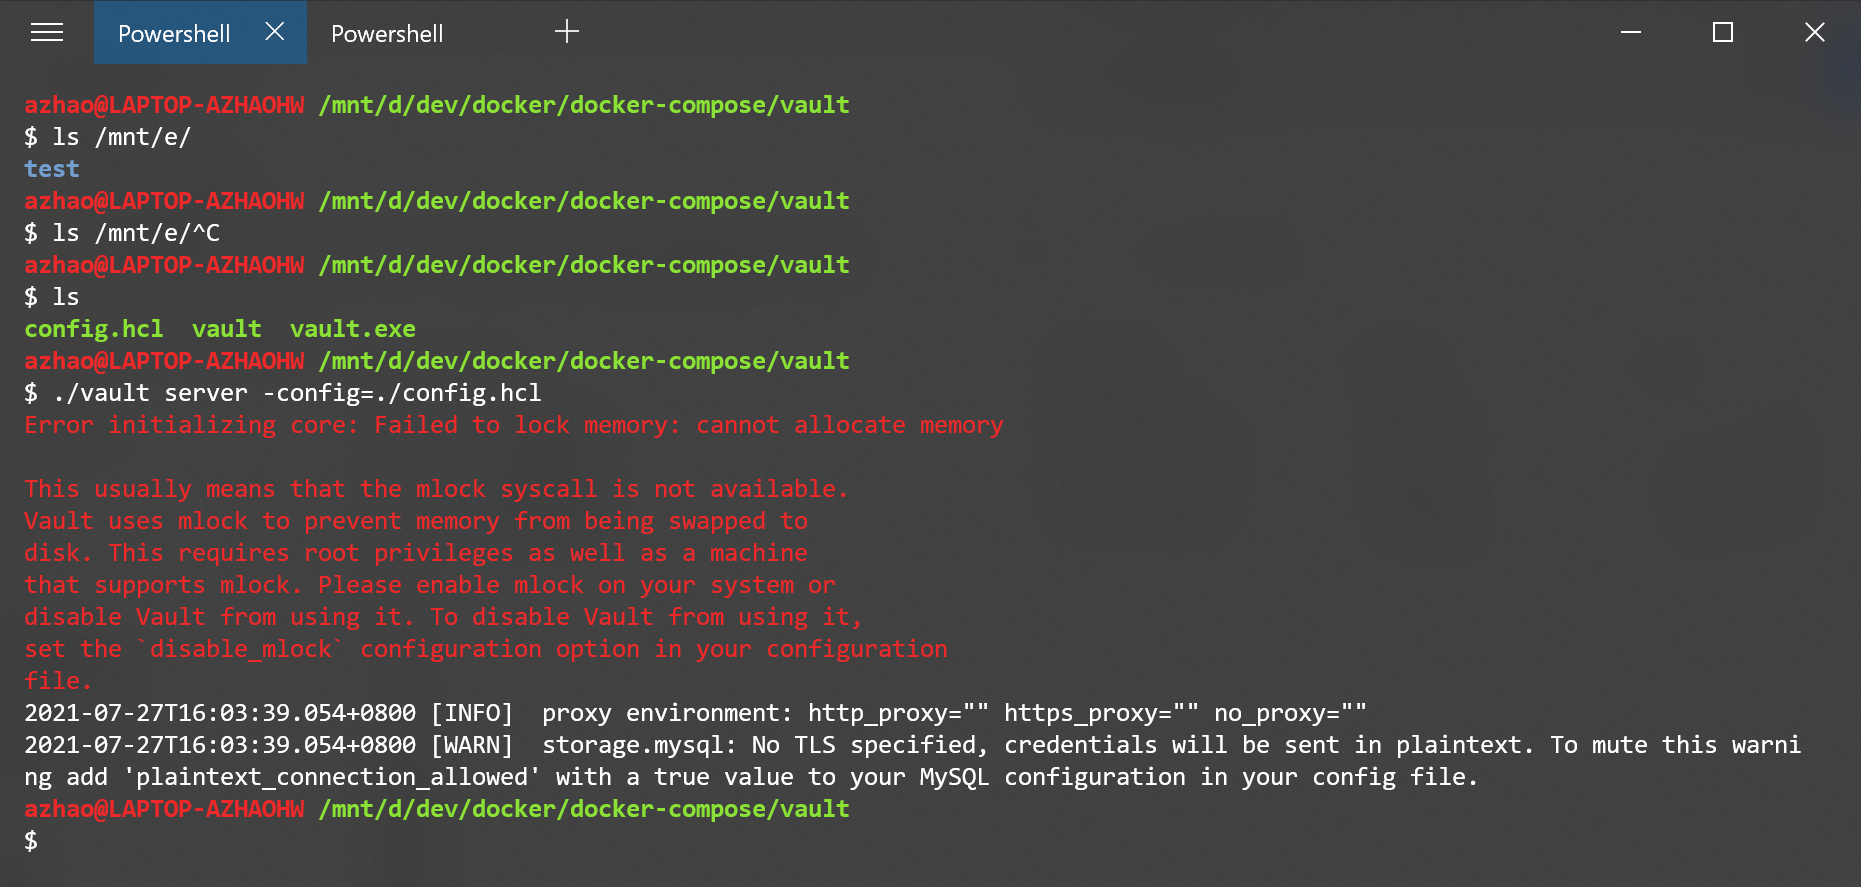 Powershell Powershell
azhao@LAPTOP-AZHAOHW /mnt/d/dev/docker/docker-compose/vault
$ ls /mnt/e/
test
azhao@LAPTOP-AZHAOHW /mnt/d/dev/docker/docker-compose/vault
$ ls /mnt/e/^C
azhao@LAPTOP-AZHAOHW /mnt/d/dev/docker/docker-compose/vault
$ ls
config.hcl  vault  vault.exe
azhao@LAPTOP-AZHAOHW /mnt/d/dev/docker/docker-compose/vault
$ ./vault server -config=./config.hcl
Error initializing core: Failed to lock memory: cannot allocate memory

This usually means that the mlock syscall is not available.
Vault uses mlock to prevent memory from being swapped to
disk. This requires root privileges as well as a machine
that supports mlock. Please enable mlock on your system or
disable Vault from using it. To disable Vault from using it,
set the `disable_mlock` configuration option in your configuration
file.
2021-07-27T16:03:39.054+0800 [INFO]  proxy environment: http_proxy="" https_proxy="" no_proxy=""
2021-07-27T16:03:39.054+0800 [WARN]  storage.mysql: No TLS specified, credentials will be sent in plaintext. To mute this warni
ng add 'plaintext_connection_allowed' with a true value to your MySQL configuration in your config file.
azhao@LAPTOP-AZHAOHW /mnt/d/dev/docker/docker-compose/vault
$